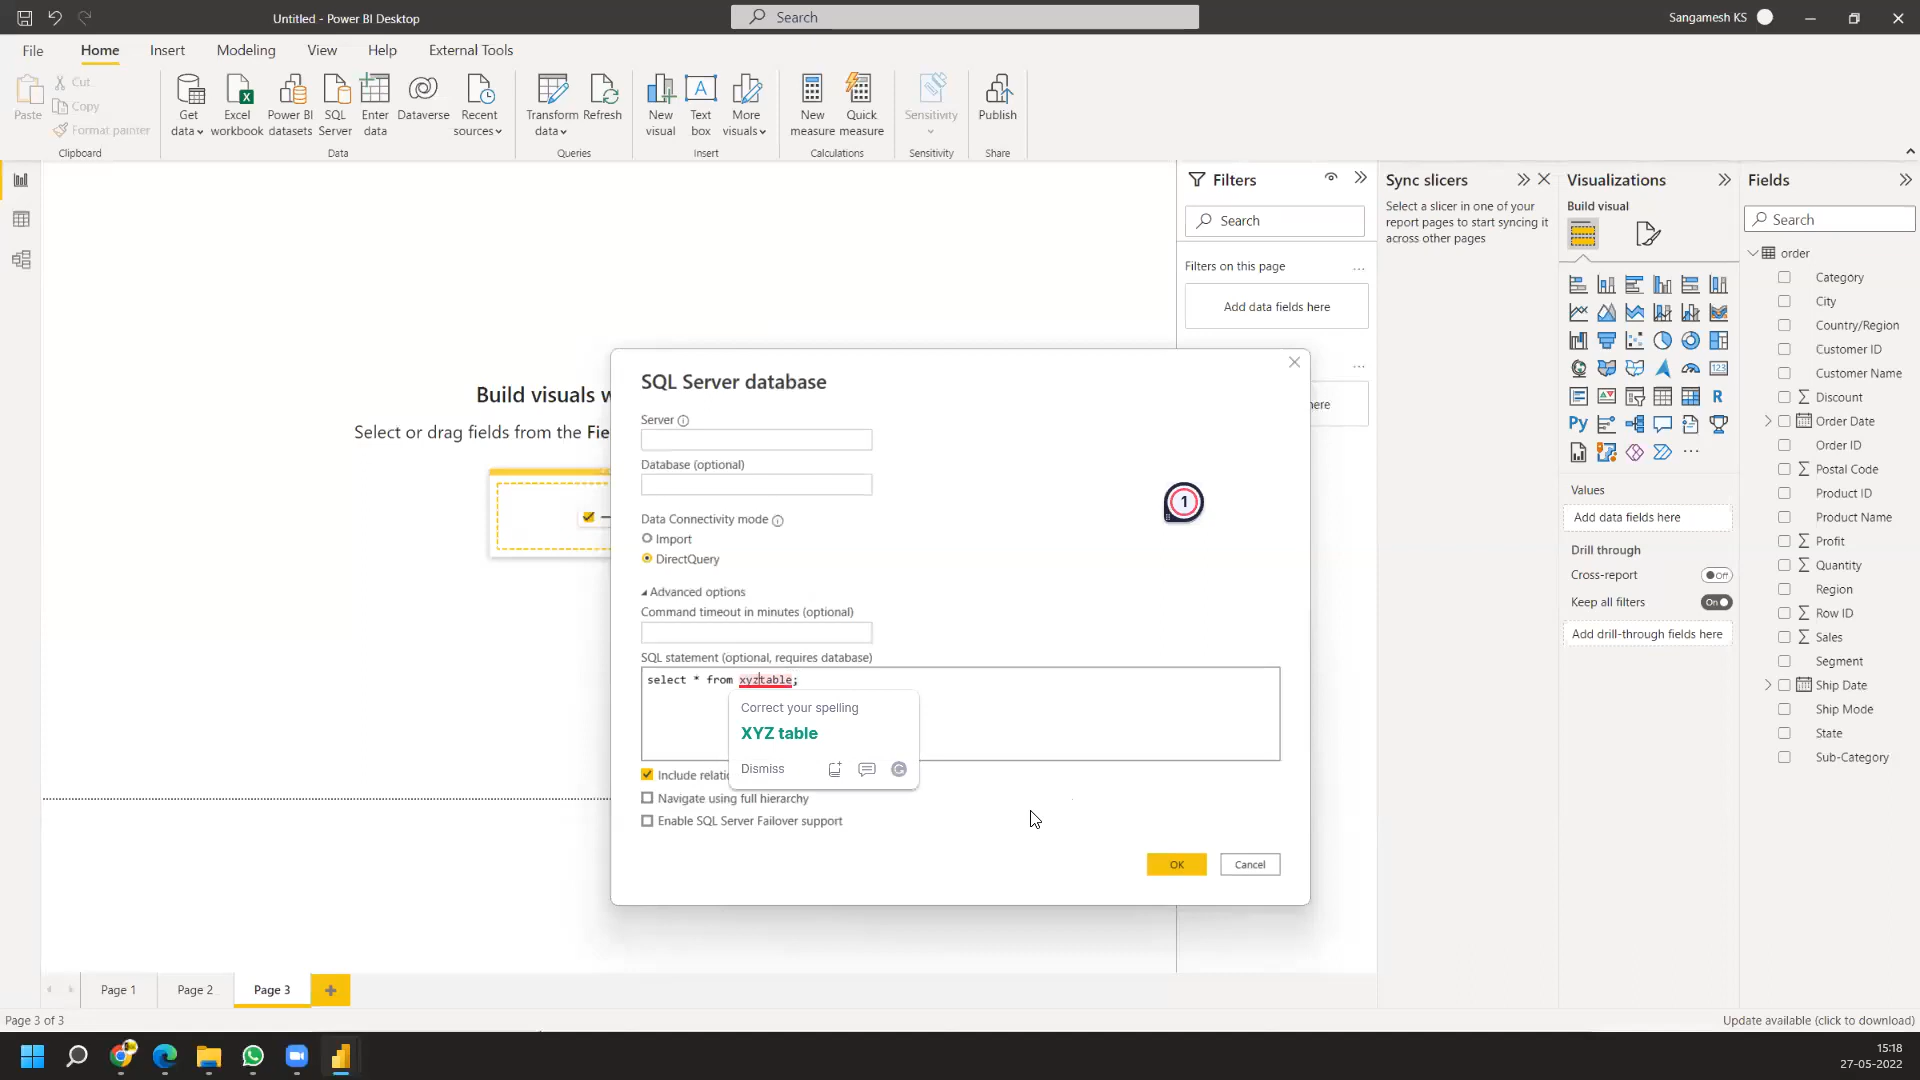 Untitled - Power BI Desktop
Search
Sangamesh KS
File
Home
Insert
Modeling
View
Help
External Tools
Paste
Cut
Copy
Format painter
Clipboard
Get data
Excel workbook
Power BI datasets
SQL Server
Enter data
Dataverse
Recent sources
Data
Transform data
Refresh
Queries
New visual
A
Text box
More visuals
Insert
New measure
Quick measure
Calculations
Sensitivity
Sensitivity
Publish
Share
Build visuals w
Select or drag fields from the Fie
Filters
Search
Filters on this page
...
Add data fields here
...
here
Sync slicers
Select a slicer in one of your
report pages to start syncing it
across other pages
Visualizations
Build visual
123
R
Py
...
Values
Add data fields here
Drill through
Cross-report
Off
Keep all filters
On
Add drill-through fields here
Fields
Search
order
Category
City
Country/Region
Customer ID
Customer Name
∑ Discount
Order Date
Order ID
∑ Postal Code
Product ID
Product Name
∑ Profit
∑ Quantity
Region
∑ Row ID
∑ Sales
Segment
Ship Date
Ship Mode
State
Sub-Category
SQL Server database
Server
Database (optional)
Data Connectivity mode
Import
DirectQuery
Advanced options
Command timeout in minutes (optional)
SQL statement (optional, requires database)
select * from xyztable;
Correct your spelling
XYZ table
Dismiss
Include relatio
Navigate using full hierarchy
Enable SQL Server Failover support
OK
Cancel
1
Page 1
Page 2
Page 3
+
Page 3 of 3
Update available (click to download)
15:18
27-05-2022